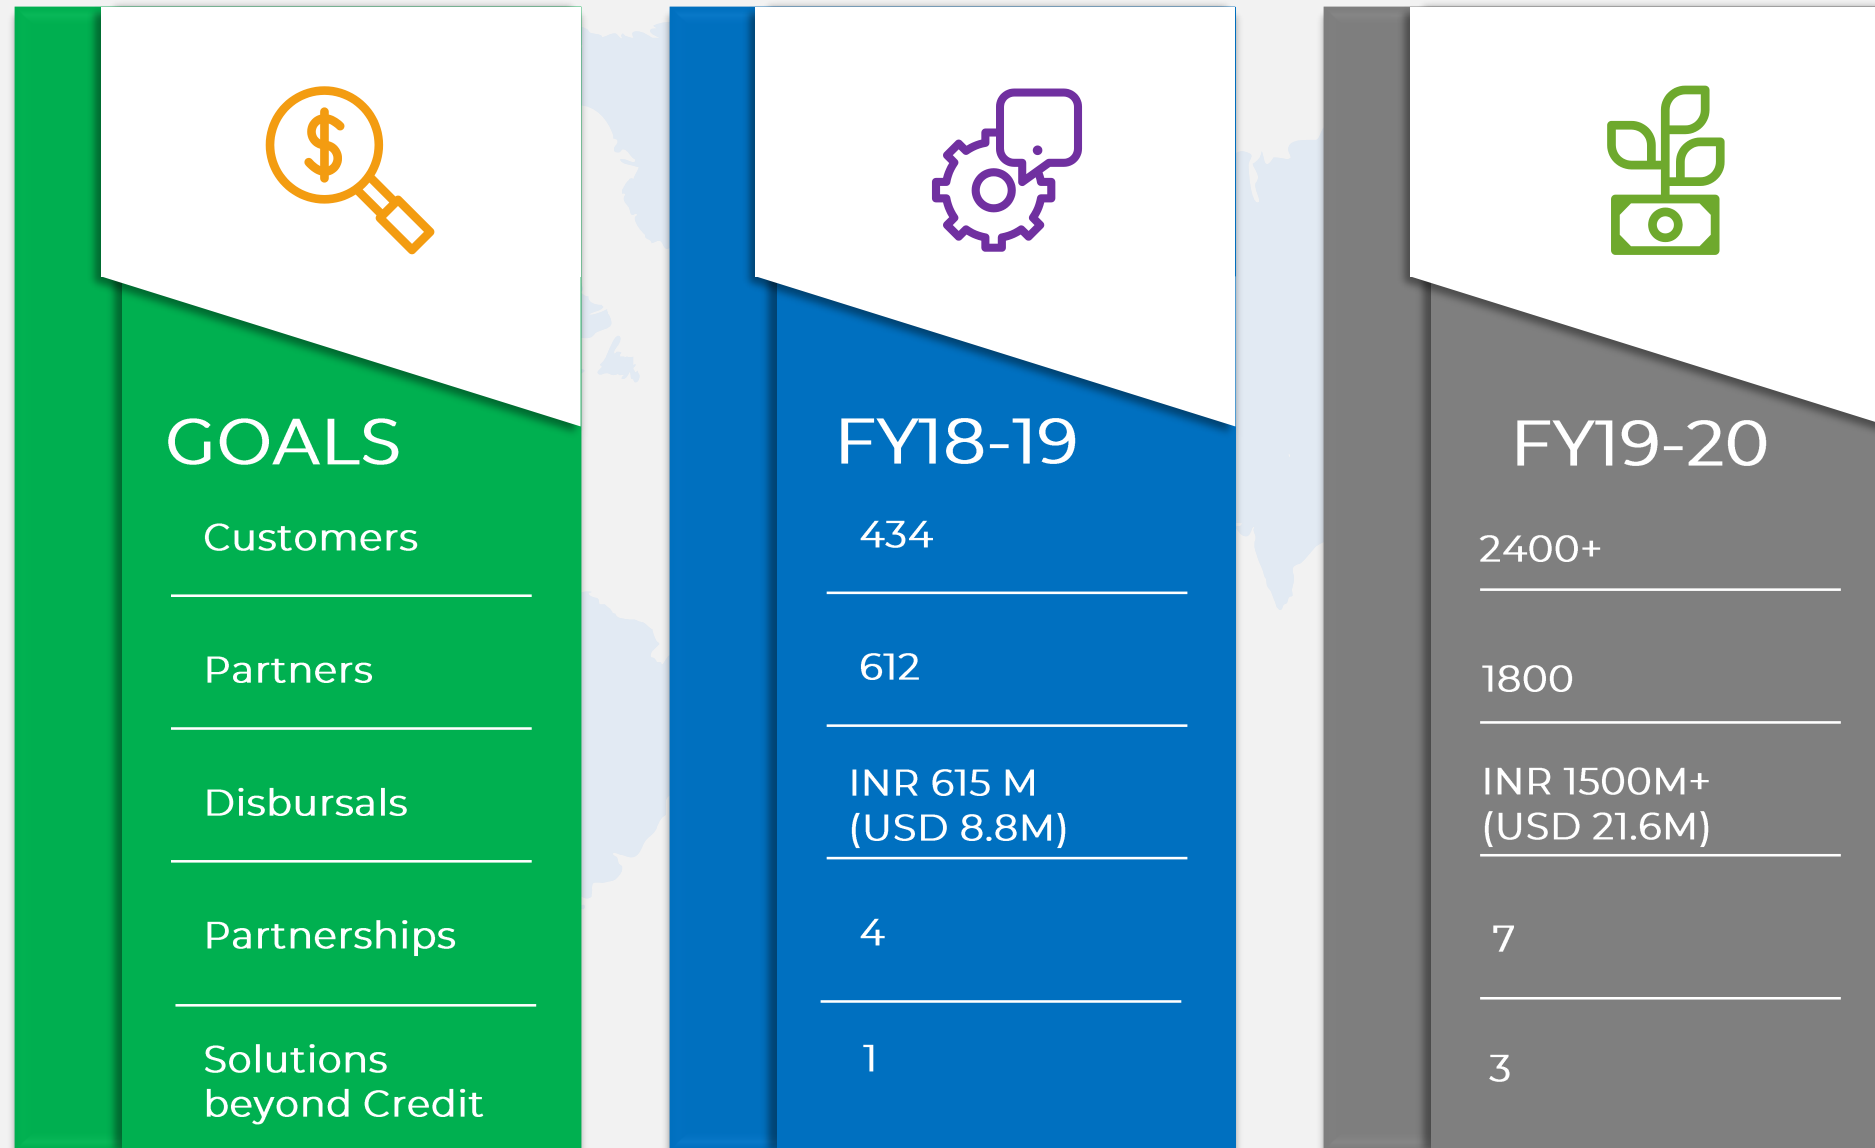 GOALS
Customers
Partners
Disbursals
Partnerships
Solutions
beyond Credit
FY18-19
434
612
INR 615 M
(USD 8.8M)
4
1
FY19-20
2400+
1800
INR 1500M+
(USD 21.6M)
7
3